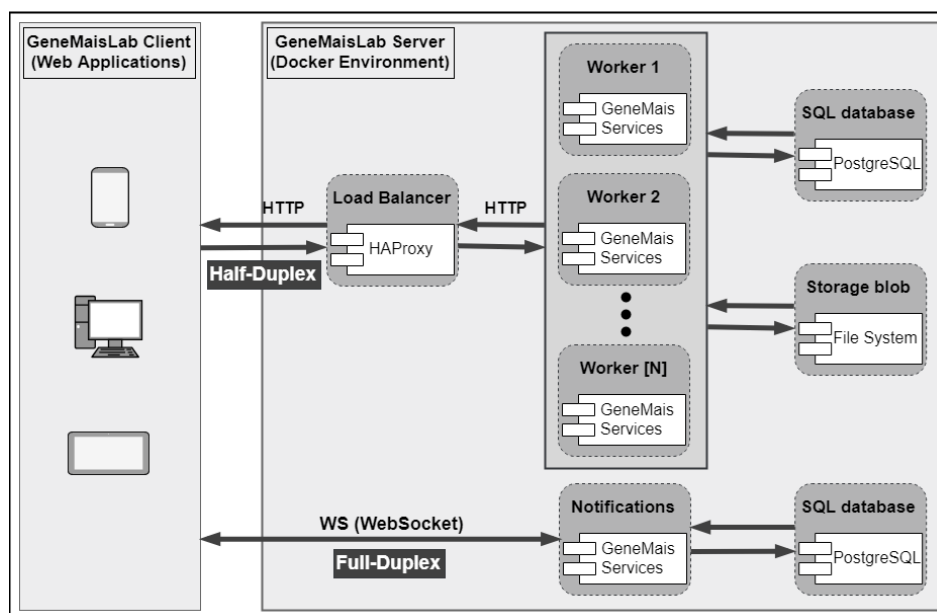 GeneMaisLab Client
(Web Applications)
GeneMaisLab Server
(Docker Environment)
Worker 1
GeneMais
Services
SQL database
PostgreSQL
HTTP
Load Balancer
HAProxy
HTTP
Half-Duplex
Worker 2
GeneMais
Services
Storage blob
File System
Worker [N]
GeneMais
Services
WS (WebSocket)
Full-Duplex
Notifications
GeneMais
Services
SQL database
PostgreSQL